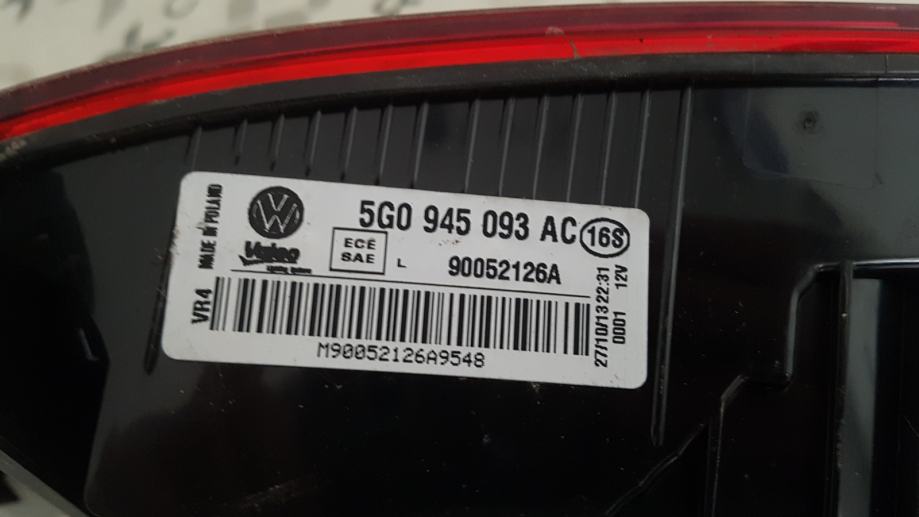 MADE IN POLAND
5G0 945 093 AC 16S
Valeo
ECE
SAE
L
90052126A
VR4
27/10/13 22:31
0001 12V
M90052126A9548